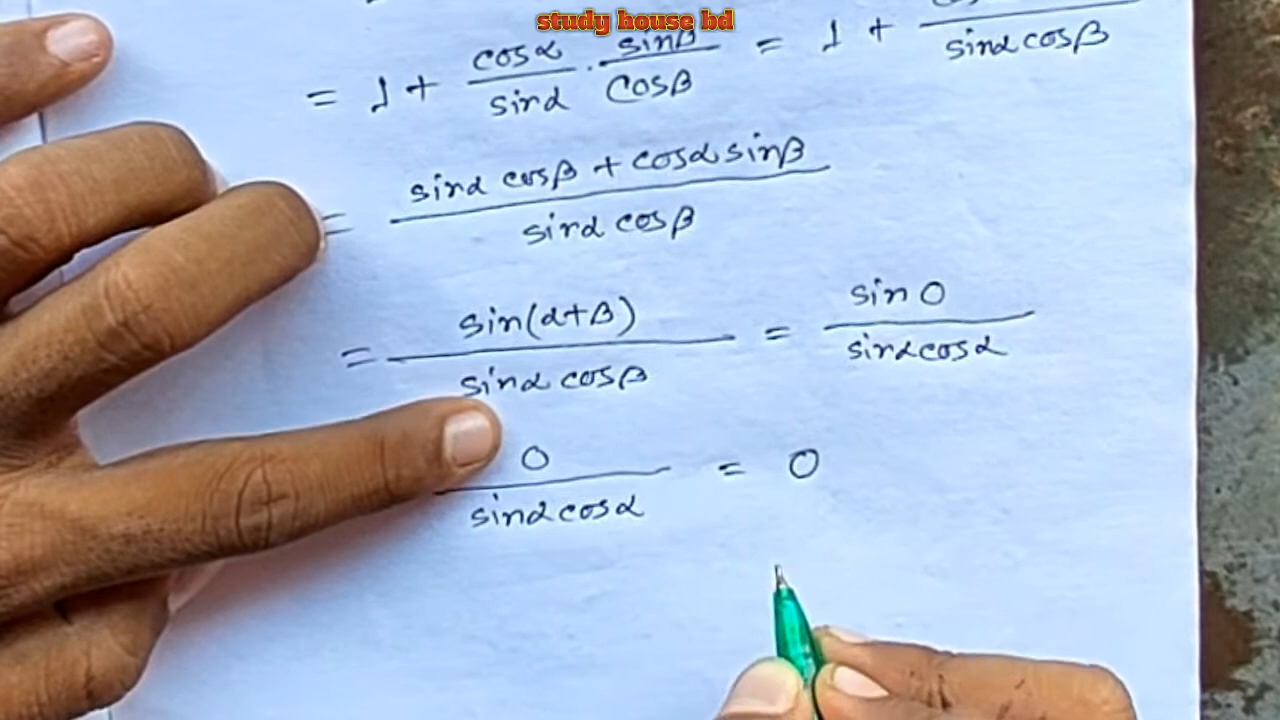 study house bd
= 1 + cosα/sinα · sinβ/cosβ = 1 + /sinα cosβ
= sinα cosβ + cosα sinβ / sinα cosβ
= sin(α+β) / sinα cosβ = sin 0 / sinα cosα
0 / sinα cosα = 0